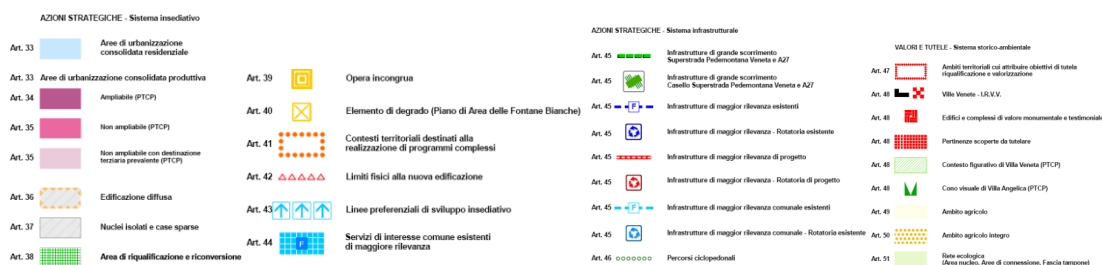 AZIONI STRATEGICHE - Sistema insediativo
Art. 33
Aree di urbanizzazione
consolidata residenziale
Art. 33 Aree di urbanizzazione consolidata produttiva
Art. 34
Ampliabile (PTCP)
Art. 35
Non ampliabile (PTCP)
Art. 35
Non ampliabile con destinazione
terziaria prevalente (PTCP)
Art. 36
Edificazione diffusa
Art. 37
Nuclei isolati e case sparse
Art. 38
Area di riqualificazione e riconversione
Art. 39
Opera incongrua
Art. 40
Elemento di degrado (Piano di Area delle Fontane Bianche)
Art. 41
Contesti territoriali destinati alla
realizzazione di programmi complessi
Art. 42
Limiti fisici alla nuova edificazione
Art. 43
Linee preferenziali di sviluppo insediativo
Art. 44
F
Servizi di interesse comune esistenti
di maggiore rilevanza
AZIONI STRATEGICHE - Sistema infrastrutturale
Art. 45
Infrastrutture di grande scorrimento
Superstrada Pedemontana Veneta e A27
Art. 45
Infrastrutture di grande scorrimento
Casello Superstrada Pedemontana Veneta e A27
Art. 45
F
Infrastrutture di maggior rilevanza esistenti
Art. 45
Infrastrutture di maggior rilevanza - Rotatoria esistente
Art. 45
Infrastrutture di maggior rilevanza di progetto
Art. 45
Infrastrutture di maggior rilevanza - Rotatoria di progetto
Art. 45
F
Infrastrutture di maggior rilevanza comunale esistenti
Art. 45
Infrastrutture di maggior rilevanza comunale - Rotatoria esistente
Art. 46
Percorsi ciclopedonali
VALORI E TUTELE - Sistema storico-ambientale
Art. 47
Ambiti territoriali cui attribuire obiettivi di tutela
riqualificazione e valorizzazione
Art. 48
Ville Venete - I.R.V.V.
Art. 48
Edifici e complessi di valore monumentale e testimoniale
Art. 48
Pertinenze scoperte da tutelare
Art. 48
Contesto figurativo di Villa Veneta (PTCP)
Art. 48
Cono visuale di Villa Angelica (PTCP)
Art. 49
Ambito agricolo
Art. 50
Ambito agricolo integro
Art. 51
Rete ecologica
(Area nucleo, Area di connessione, Fascia tampone)